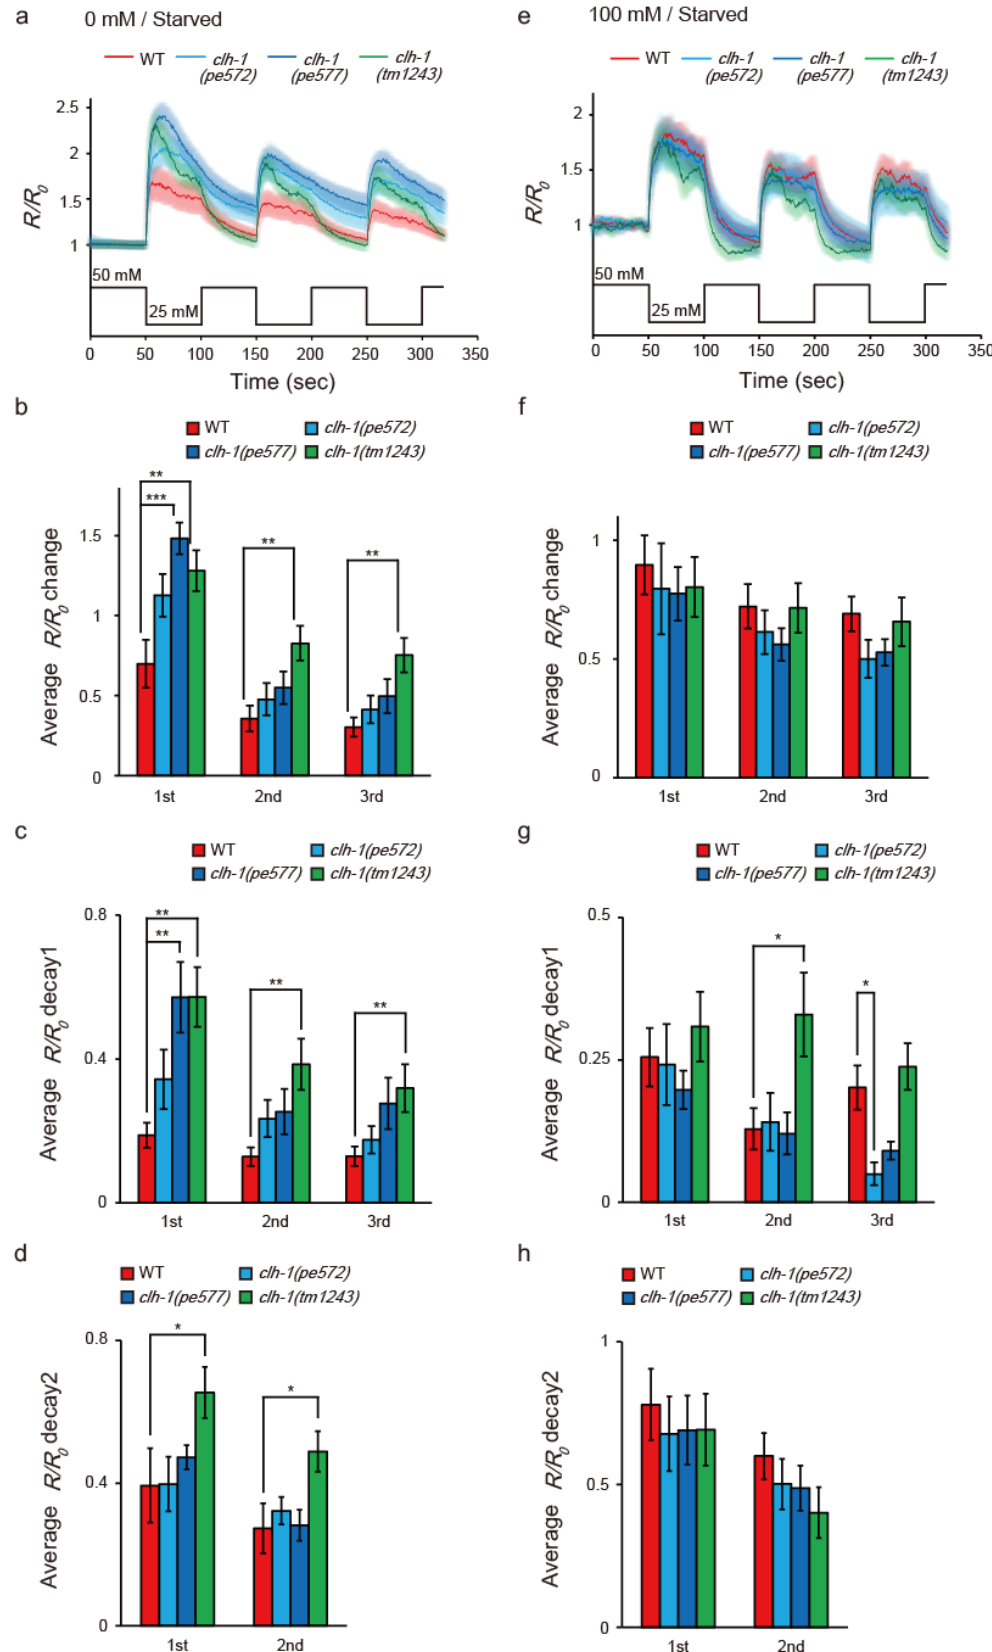 a 0 mM / Starved
WT clh-1 (pe572) clh-1 (pe577) clh-1 (tm1243)
2.5
2
1.5
1
R/R0
50 mM
25 mM
0 50 100 150 200 250 300 350
Time (sec)
b
WT clh-1(pe572)
clh-1(pe577) clh-1(tm1243)
**
***
**
**
1.5
1
0.5
0
Average R/R0 change
1st 2nd 3rd
c
WT clh-1(pe572)
clh-1(pe577) clh-1(tm1243)
**
**
**
**
0.8
0.4
0
Average R/R0 decay1
1st 2nd 3rd
d
WT clh-1(pe572)
clh-1(pe577) clh-1(tm1243)
*
*
0.8
0.4
0
Average R/R0 decay2
1st 2nd
e 100 mM / Starved
WT clh-1 (pe572) clh-1 (pe577) clh-1 (tm1243)
2
1.5
1
R/R0
50 mM
25 mM
0 50 100 150 200 250 300 350
Time (sec)
f
WT clh-1(pe572)
clh-1(pe577) clh-1(tm1243)
1
0.5
0
Average R/R0 change
1st 2nd 3rd
g
WT clh-1(pe572)
clh-1(pe577) clh-1(tm1243)
*
*
0.5
0.25
0
Average R/R0 decay1
1st 2nd 3rd
h
WT clh-1(pe572)
clh-1(pe577) clh-1(tm1243)
1
0.5
0
Average R/R0 decay2
1st 2nd